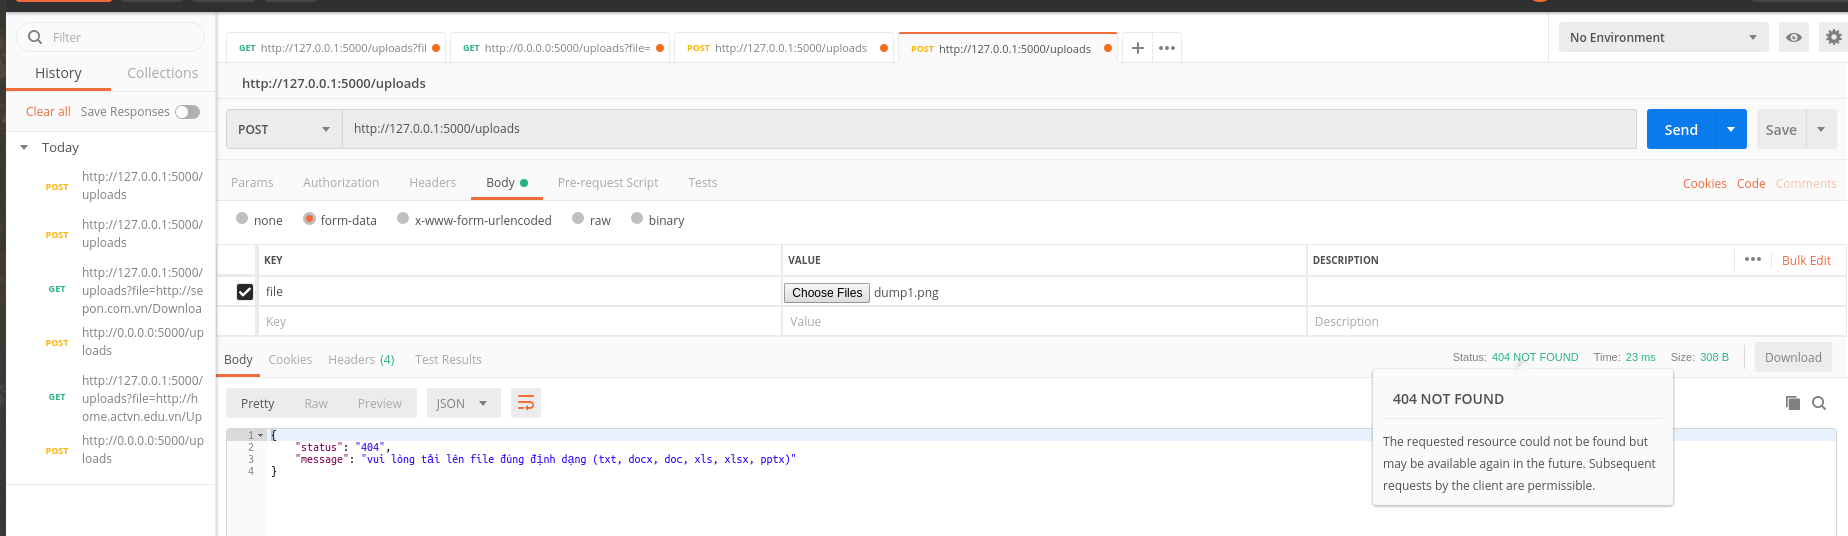 Filter
History Collections
Clear all Save Responses
Today
POST http://127.0.0.1:5000/
uploads
POST http://127.0.0.1:5000/
uploads
http://127.0.0.1:5000/
GET uploads?file=http://se
pon.com.vn/Downloa
POST http://0.0.0.0:5000/up
loads
http://127.0.0.1:5000/
GET uploads?file=http://h
ome.actvn.edu.vn/Up
POST http://0.0.0.0:5000/up
loads
GET http://127.0.0.1:5000/uploads?fil
GET http://0.0.0.0:5000/uploads?file=
POST http://127.0.0.1:5000/uploads
POST http://127.0.0.1:5000/uploads
No Environment
http://127.0.0.1:5000/uploads
POST http://127.0.0.1:5000/uploads Send Save
Params Authorization Headers Body Pre-request Script Tests Cookies Code Comments
none form-data x-www-form-urlencoded raw binary
KEY VALUE DESCRIPTION Bulk Edit
file Choose Files dump1.png
Key Value Description
Body Cookies Headers (4) Test Results Status: 404 NOT FOUND Time: 23 ms Size: 308 B Download
Pretty Raw Preview JSON
1 {
2 "status": "404",
3 "message": "vui lòng tải lên file đúng định dạng (txt, docx, doc, xls, xlsx, pptx)"
4 }
404 NOT FOUND
The requested resource could not be found but
may be available again in the future. Subsequent
requests by the client are permissible.